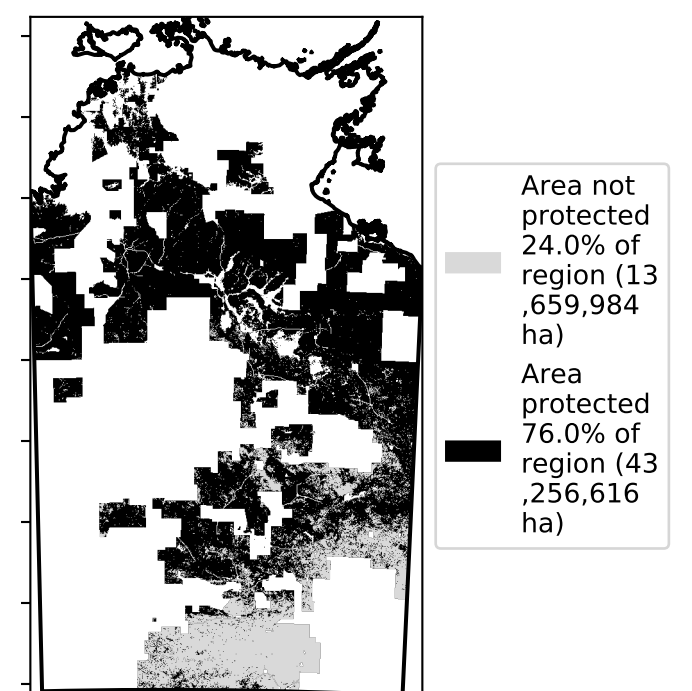 Area not
protected
24.0% of
region (13
,659,984
ha)
Area
protected
76.0% of
region (43
,256,616
ha)